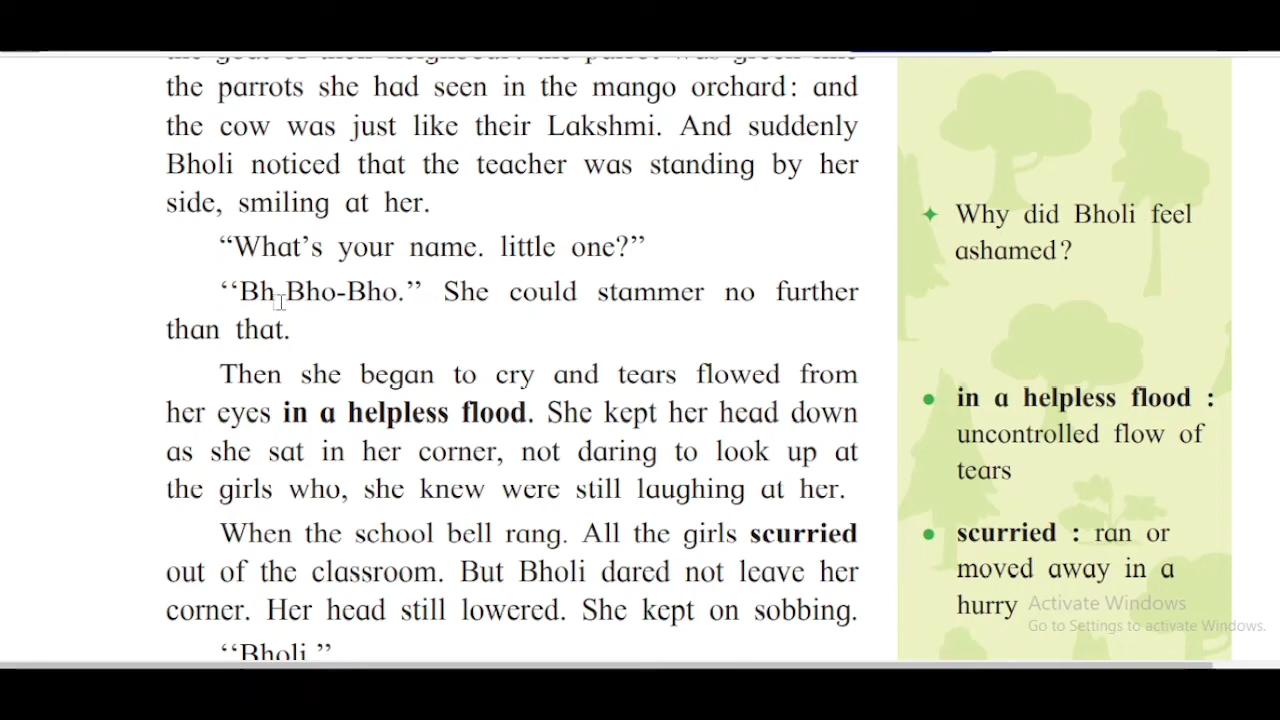 the parrots she had seen in the mango orchard: and
the cow was just like their Lakshmi. And suddenly
Bholi noticed that the teacher was standing by her
side, smiling at her.
“What’s your name. little one?”
‘‘Bh-Bho-Bho.” She could stammer no further
than that.
Then she began to cry and tears flowed from
her eyes in a helpless flood. She kept her head down
as she sat in her corner, not daring to look up at
the girls who, she knew were still laughing at her.
When the school bell rang. All the girls scurried
out of the classroom. But Bholi dared not leave her
corner. Her head still lowered. She kept on sobbing.
‘‘Bholi.”
✦ Why did Bholi feel
ashamed?
● in a helpless flood :
uncontrolled flow of
tears
● scurried : ran or
moved away in a
hurry
Activate Windows
Go to Settings to activate Windows.